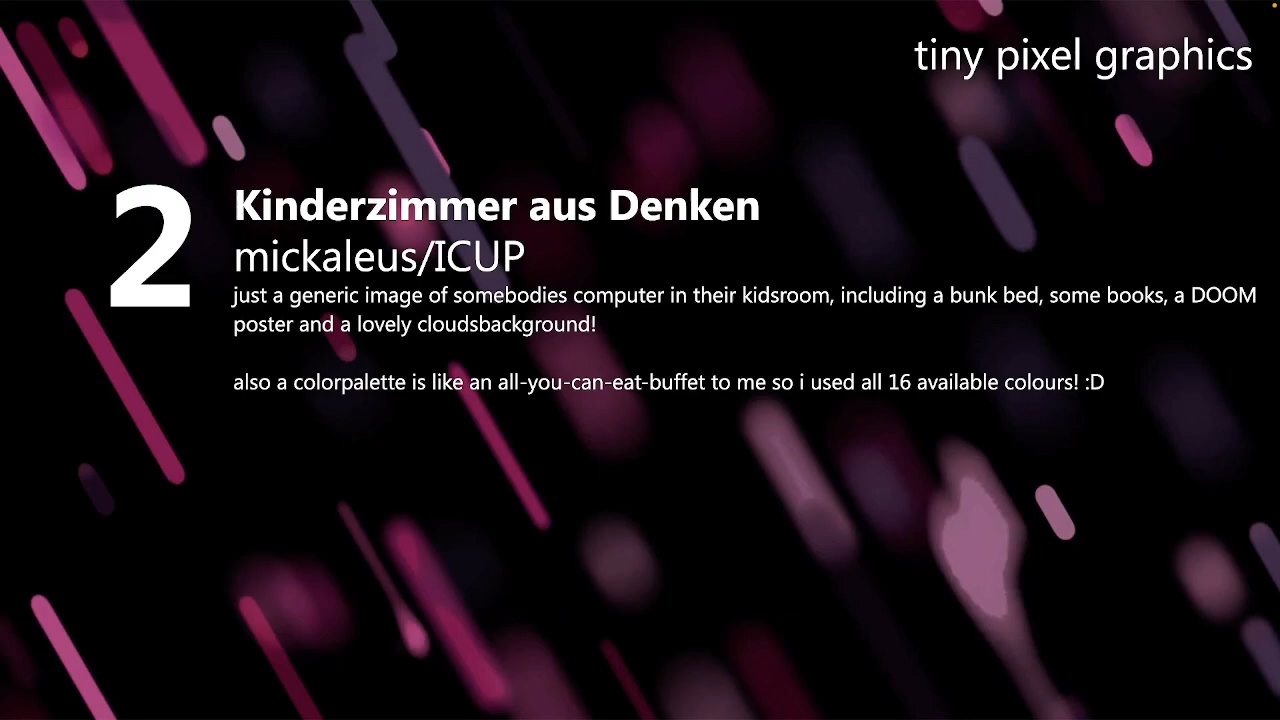 tiny pixel graphics
2
Kinderzimmer aus Denken
mickaleus/ICUP
just a generic image of somebodies computer in their kidsroom, including a bunk bed, some books, a DOOM
poster and a lovely cloudsbackground!
also a colorpalette is like an all-you-can-eat-buffet to me so i used all 16 available colours! :D